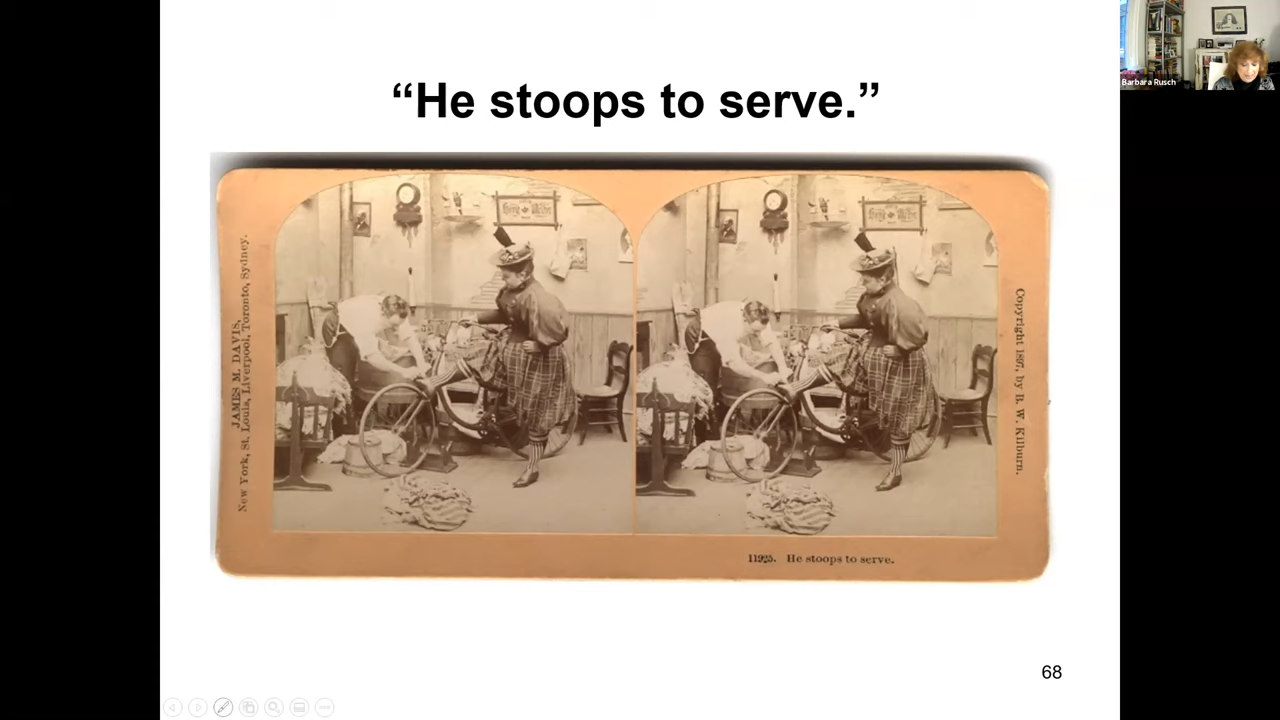 “He stoops to serve.”
Barbara Rusch
JAMES M. DAVIS,
New York, St. Louis, Liverpool, Toronto, Sydney.
Copyright 1897, by B. W. Kilburn.
11925. He stoops to serve.
68